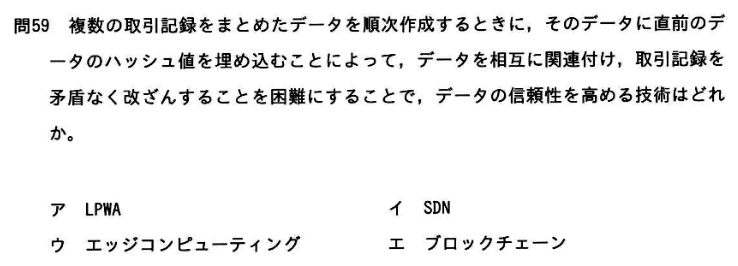 問59 複数の取引記録をまとめたデータを順次作成するときに，そのデータに直前のデ
ータのハッシュ値を埋め込むことによって，データを相互に関連付け，取引記録を
矛盾なく改ざんすることを困難にすることで，データの信頼性を高める技術はどれ
か。
ア LPWA イ SDN
ウ エッジコンピューティング エ ブロックチェーン